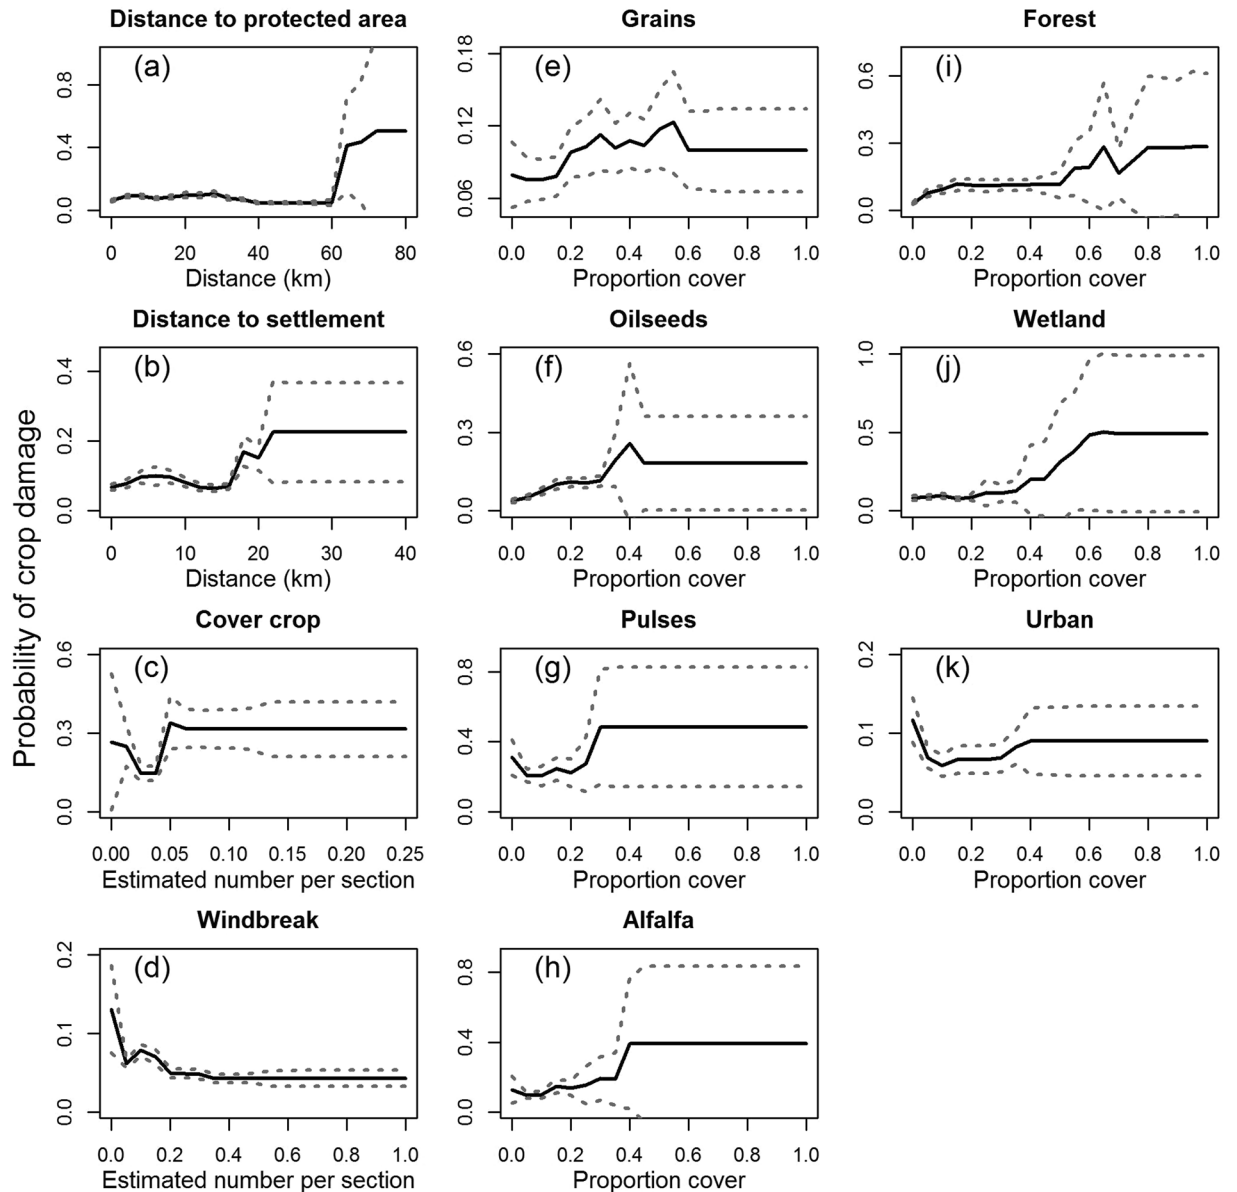 Probability of crop damage
Distance to protected area
(a)
0.0 0.4 0.8
0 20 40 60 80
Distance (km)
Grains
(e)
0.06 0.12 0.18
0.0 0.2 0.4 0.6 0.8 1.0
Proportion cover
Forest
(i)
0.0 0.3 0.6
0.0 0.2 0.4 0.6 0.8 1.0
Proportion cover
Distance to settlement
(b)
0.0 0.2 0.4
0 10 20 30 40
Distance (km)
Oilseeds
(f)
0.0 0.3 0.6
0.0 0.2 0.4 0.6 0.8 1.0
Proportion cover
Wetland
(j)
0.0 0.5 1.0
0.0 0.2 0.4 0.6 0.8 1.0
Proportion cover
Cover crop
(c)
0.0 0.3 0.6
0.00 0.05 0.10 0.15 0.20 0.25
Estimated number per section
Pulses
(g)
0.0 0.4 0.8
0.0 0.2 0.4 0.6 0.8 1.0
Proportion cover
Urban
(k)
0.0 0.1 0.2
0.0 0.2 0.4 0.6 0.8 1.0
Proportion cover
Windbreak
(d)
0.0 0.1 0.2
0.0 0.2 0.4 0.6 0.8 1.0
Estimated number per section
Alfalfa
(h)
0.0 0.4 0.8
0.0 0.2 0.4 0.6 0.8 1.0
Proportion cover